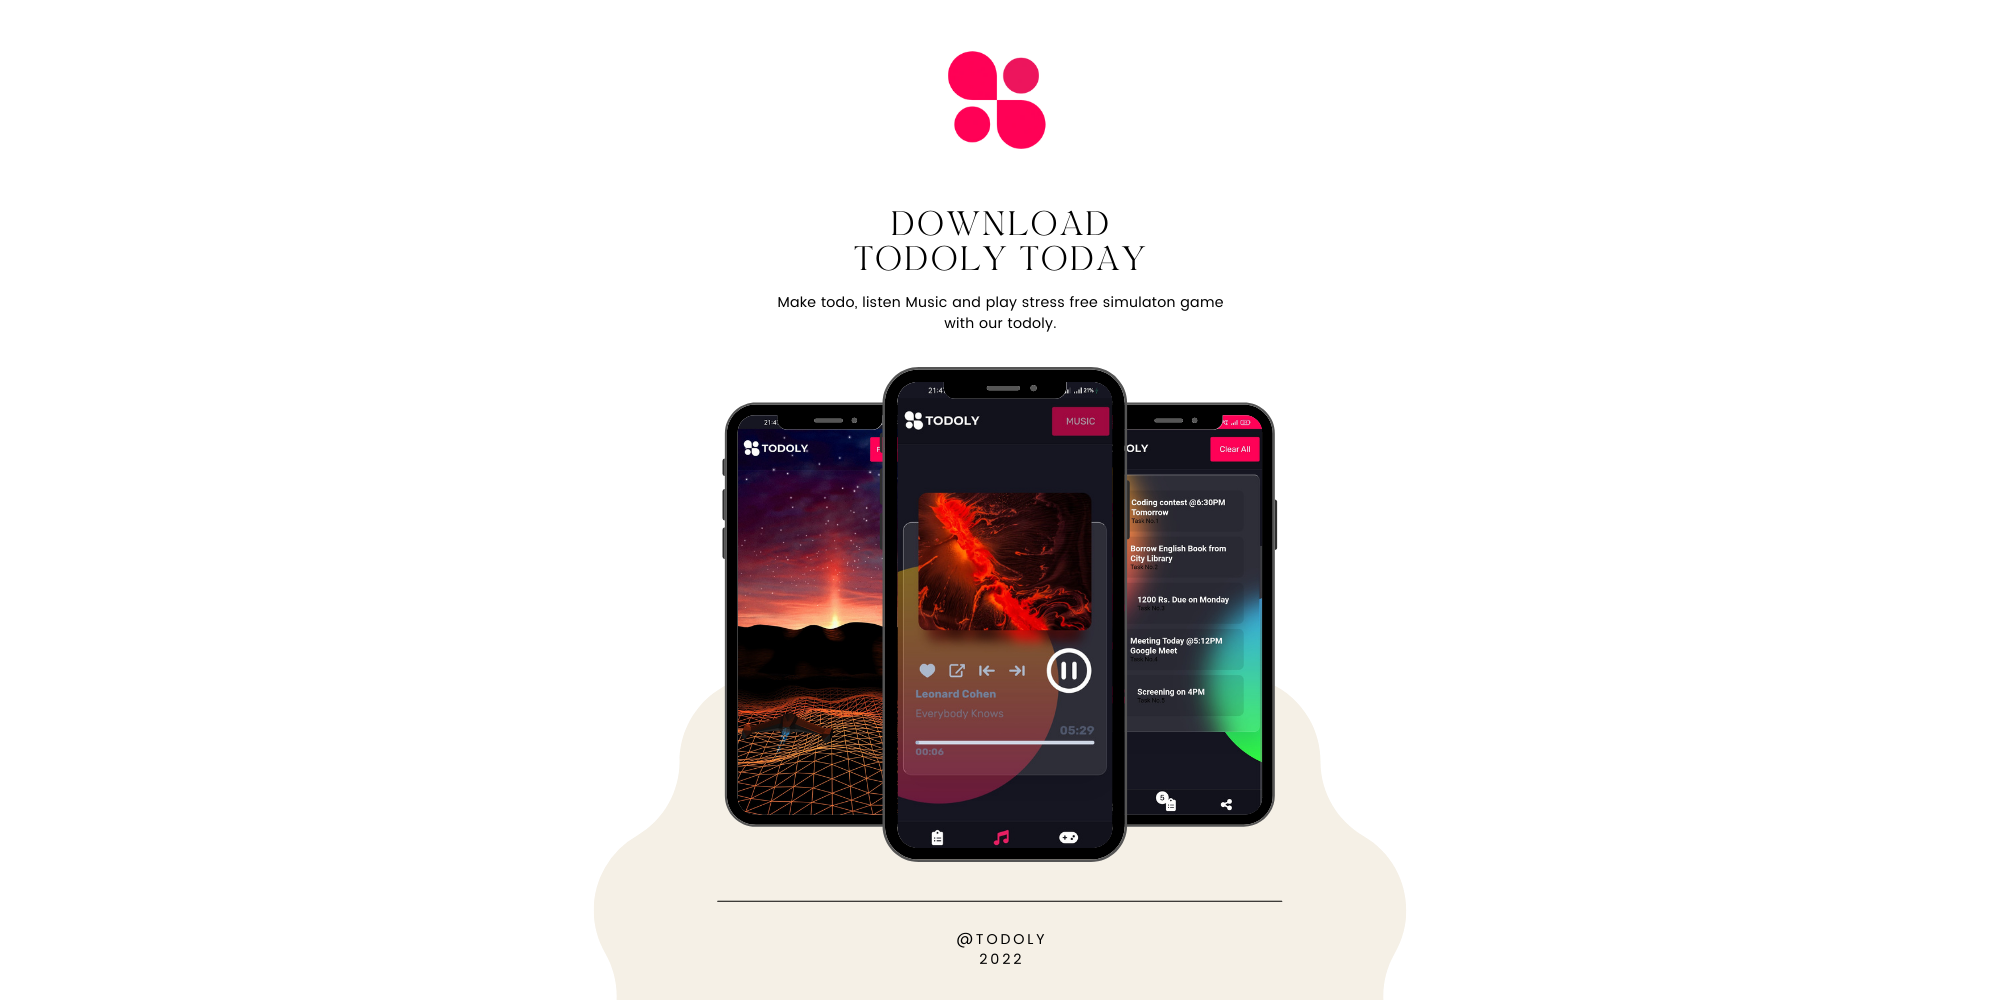 DOWNLOAD
TODOLY TODAY
Make todo, listen Music and play stress free simulaton game
with our todoly.
TODOLY
21:4
21%
TODOLY
MUSIC
Leonard Cohen
Everybody Knows
05:29
00:06
OLY
Clear All
Coding contest @6:30PM
Tomorrow
Task No.1
Borrow English Book from
City Library
Task No.2
1200 Rs. Due on Monday
Task No.3
Meeting Today @5:12PM
Google Meet
Task No.4
Screening on 4PM
Task No.5
5
@TODOLY
2022